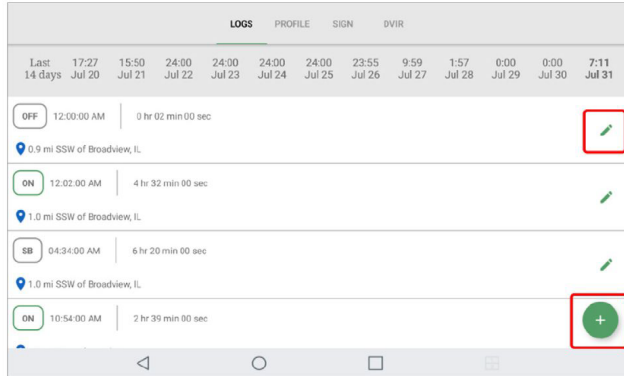 LOGS PROFILE SIGN DVIR
Last 17:27 15:50 24:00 24:00 24:00 24:00 23:55 9:59 1:57 0:00 0:00 7:11
14 days Jul 20 Jul 21 Jul 22 Jul 23 Jul 24 Jul 25 Jul 26 Jul 27 Jul 28 Jul 29 Jul 30 Jul 31
OFF 12:00:00 AM 0 hr 02 min 00 sec
0.9 mi SSW of Broadview, IL
ON 12:02:00 AM 4 hr 32 min 00 sec
1.0 mi SSW of Broadview, IL
SB 04:34:00 AM 6 hr 20 min 00 sec
1.0 mi SSW of Broadview, IL
ON 10:54:00 AM 2 hr 39 min 00 sec